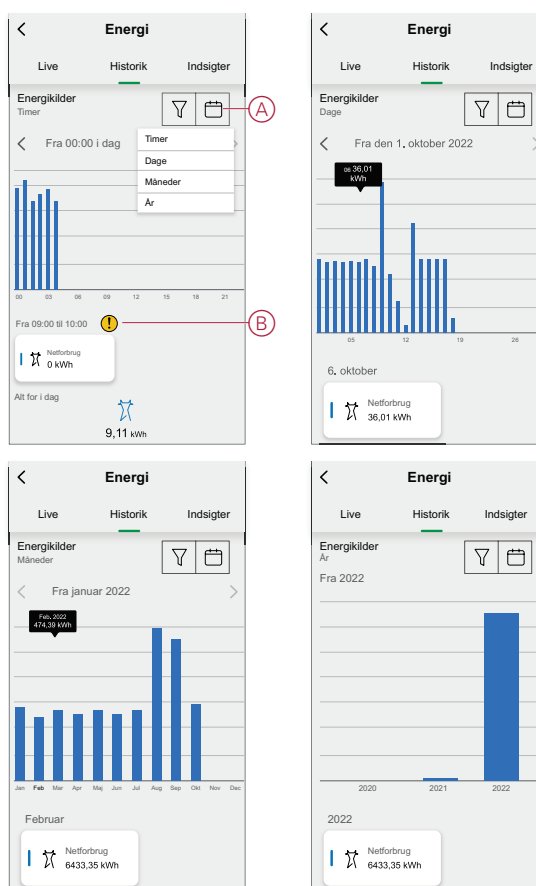 Energi
Live Historik Indsigter
Energikilder
Timer
A
Fra 00:00 i dag
Timer
Dage
Måneder
År
00 03 06 09 12 15 18 21
Fra 09:00 til 10:00
B
Netforbrug
0 kWh
Alt for i dag
9,11 kWh
Energi
Live Historik Indsigter
Energikilder
Dage
Fra den 1. oktober 2022
06 36,01
kWh
05 12 19 26
6. oktober
Netforbrug
36,01 kWh
Energi
Live Historik Indsigter
Energikilder
Måneder
Fra januar 2022
Feb. 2022
474,39 kWh
Jan Feb Mar Apr Maj Jun Jul Aug Sep Okt Nov Dec
Februar
Netforbrug
6433,35 kWh
Energi
Live Historik Indsigter
Energikilder
År
Fra 2022
2020 2021 2022
2022
Netforbrug
6433,35 kWh